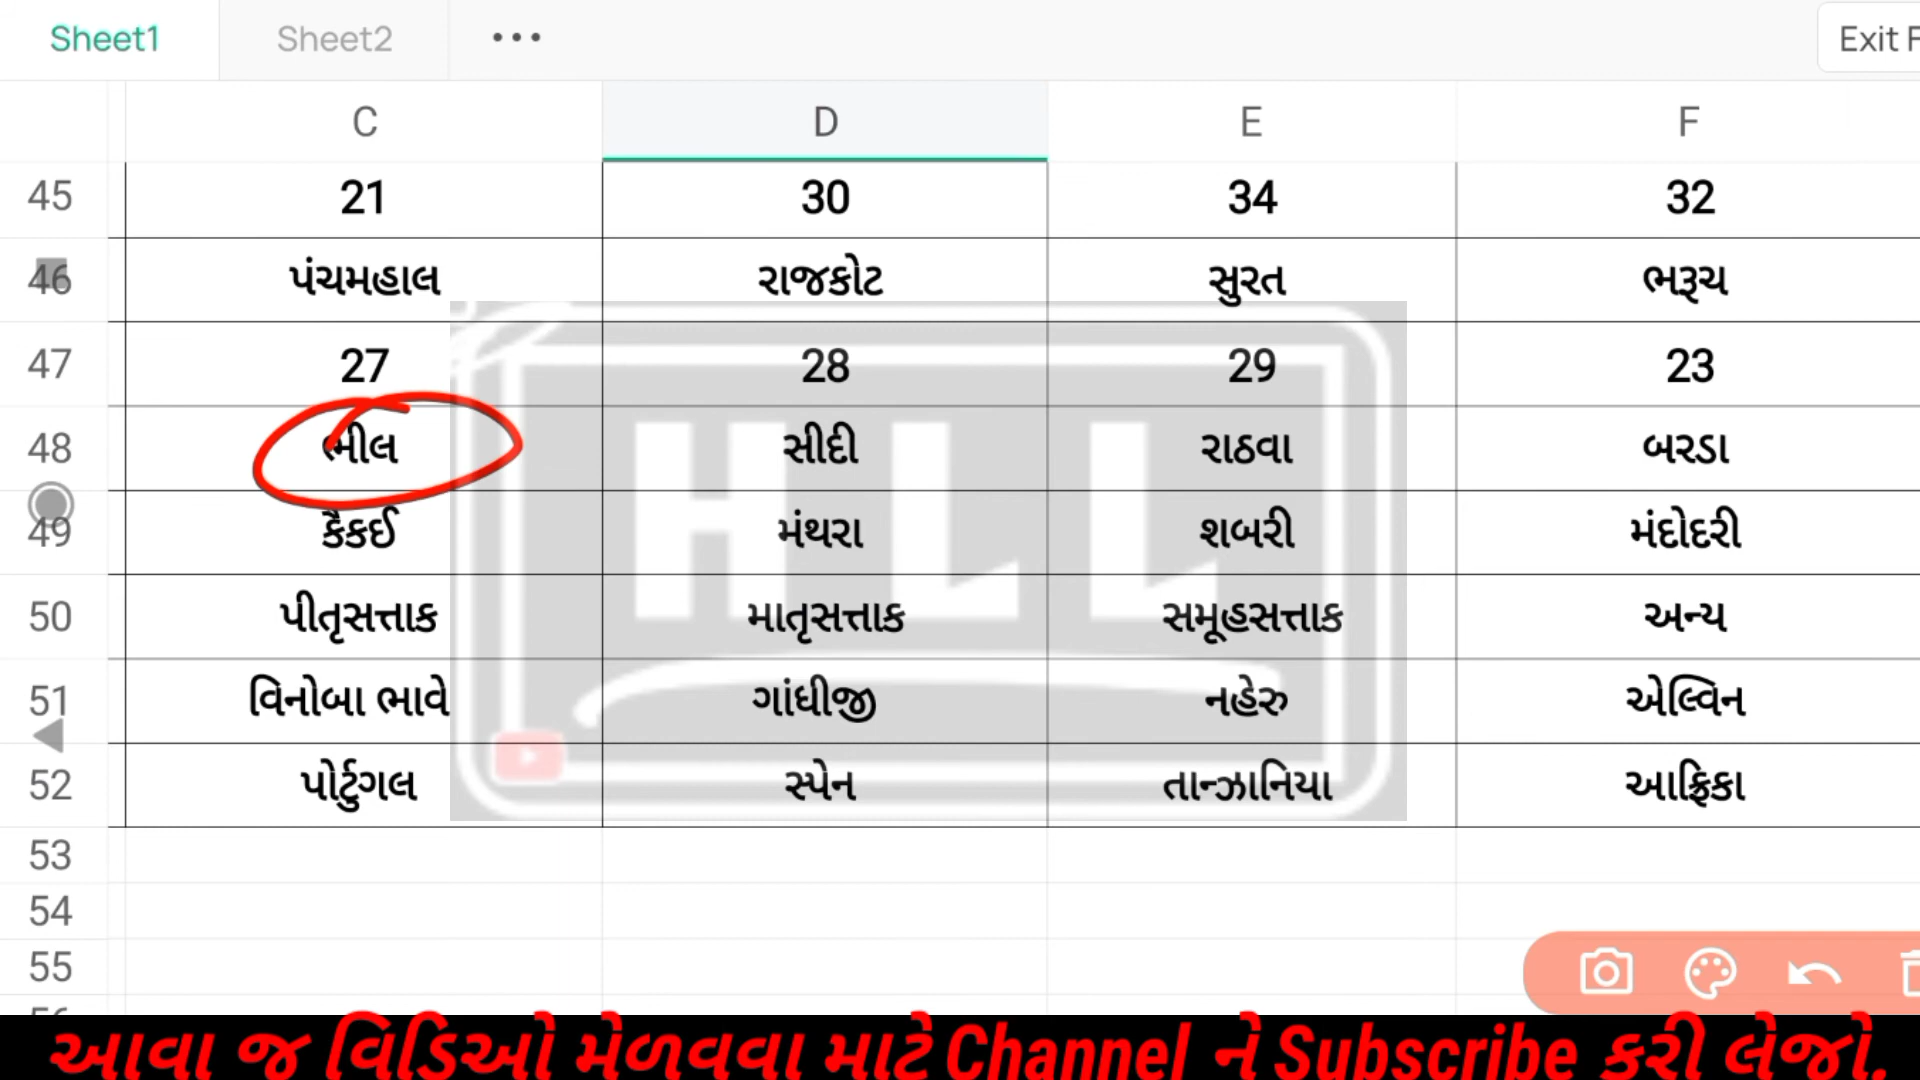 Sheet1 Sheet2 ••• Exit F
C D E F
45 21 30 34 32
46 પંચમહાલ રાજકોટ સુરત ભરૂચ
47 27 28 29 23
48 ભીલ સીદી રાઠવા બરડા
49 કૈકઈ મંથરા શબરી મંદોદરી
50 પીતૃસત્તાક માતૃસત્તાક સમૂહસત્તાક અન્ય
51 વિનોબા ભાવે ગાંધીજી નહેરુ એલ્વિન
52 પોર્ટુગલ સ્પેન તાન્ઝાનિયા આફ્રિકા
53
54
55
HLL
આવા જ વિડિઓ મેળવવા માટે Channel ને Subscribe કરી લેજો.